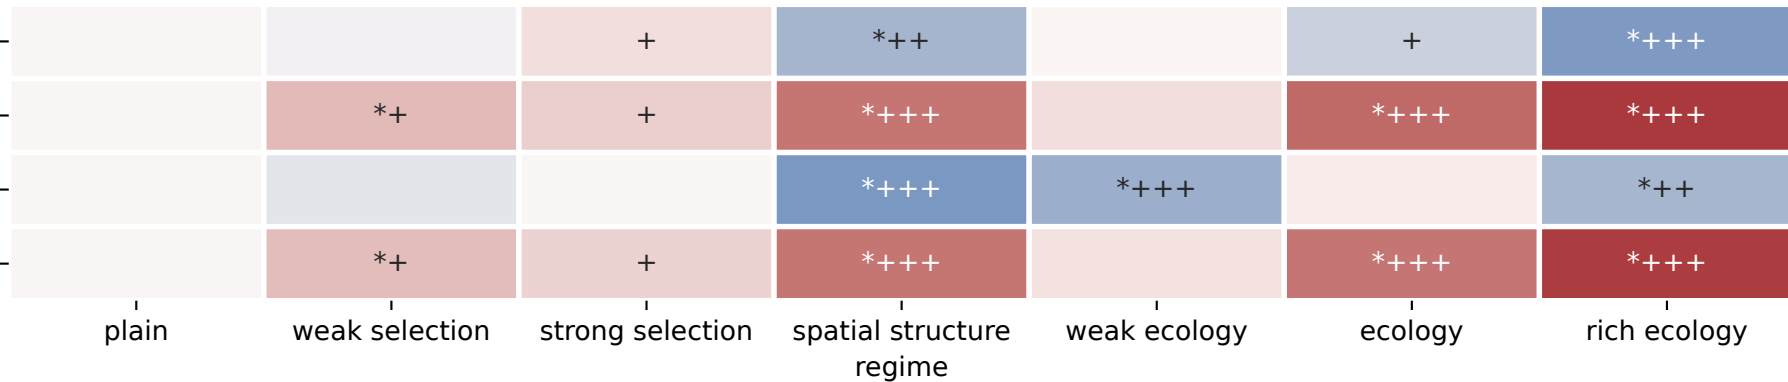 + *++ + *+++
*+ + *+++ *+++ *+++
*+++ *+++ *++
*+ + *+++ *+++ *+++
plain weak selection strong selection spatial structure weak ecology ecology rich ecology
regime